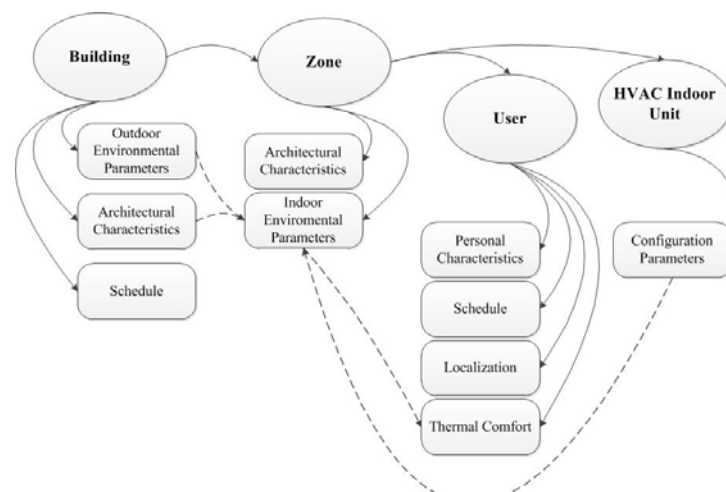 Building
Zone
User
HVAC Indoor
Unit
Outdoor
Environmental
Parameters
Architectural
Characteristics
Schedule
Architectural
Characteristics
Indoor
Enviromental
Parameters
Personal
Characteristics
Schedule
Localization
Thermal Comfort
Configuration
Parameters